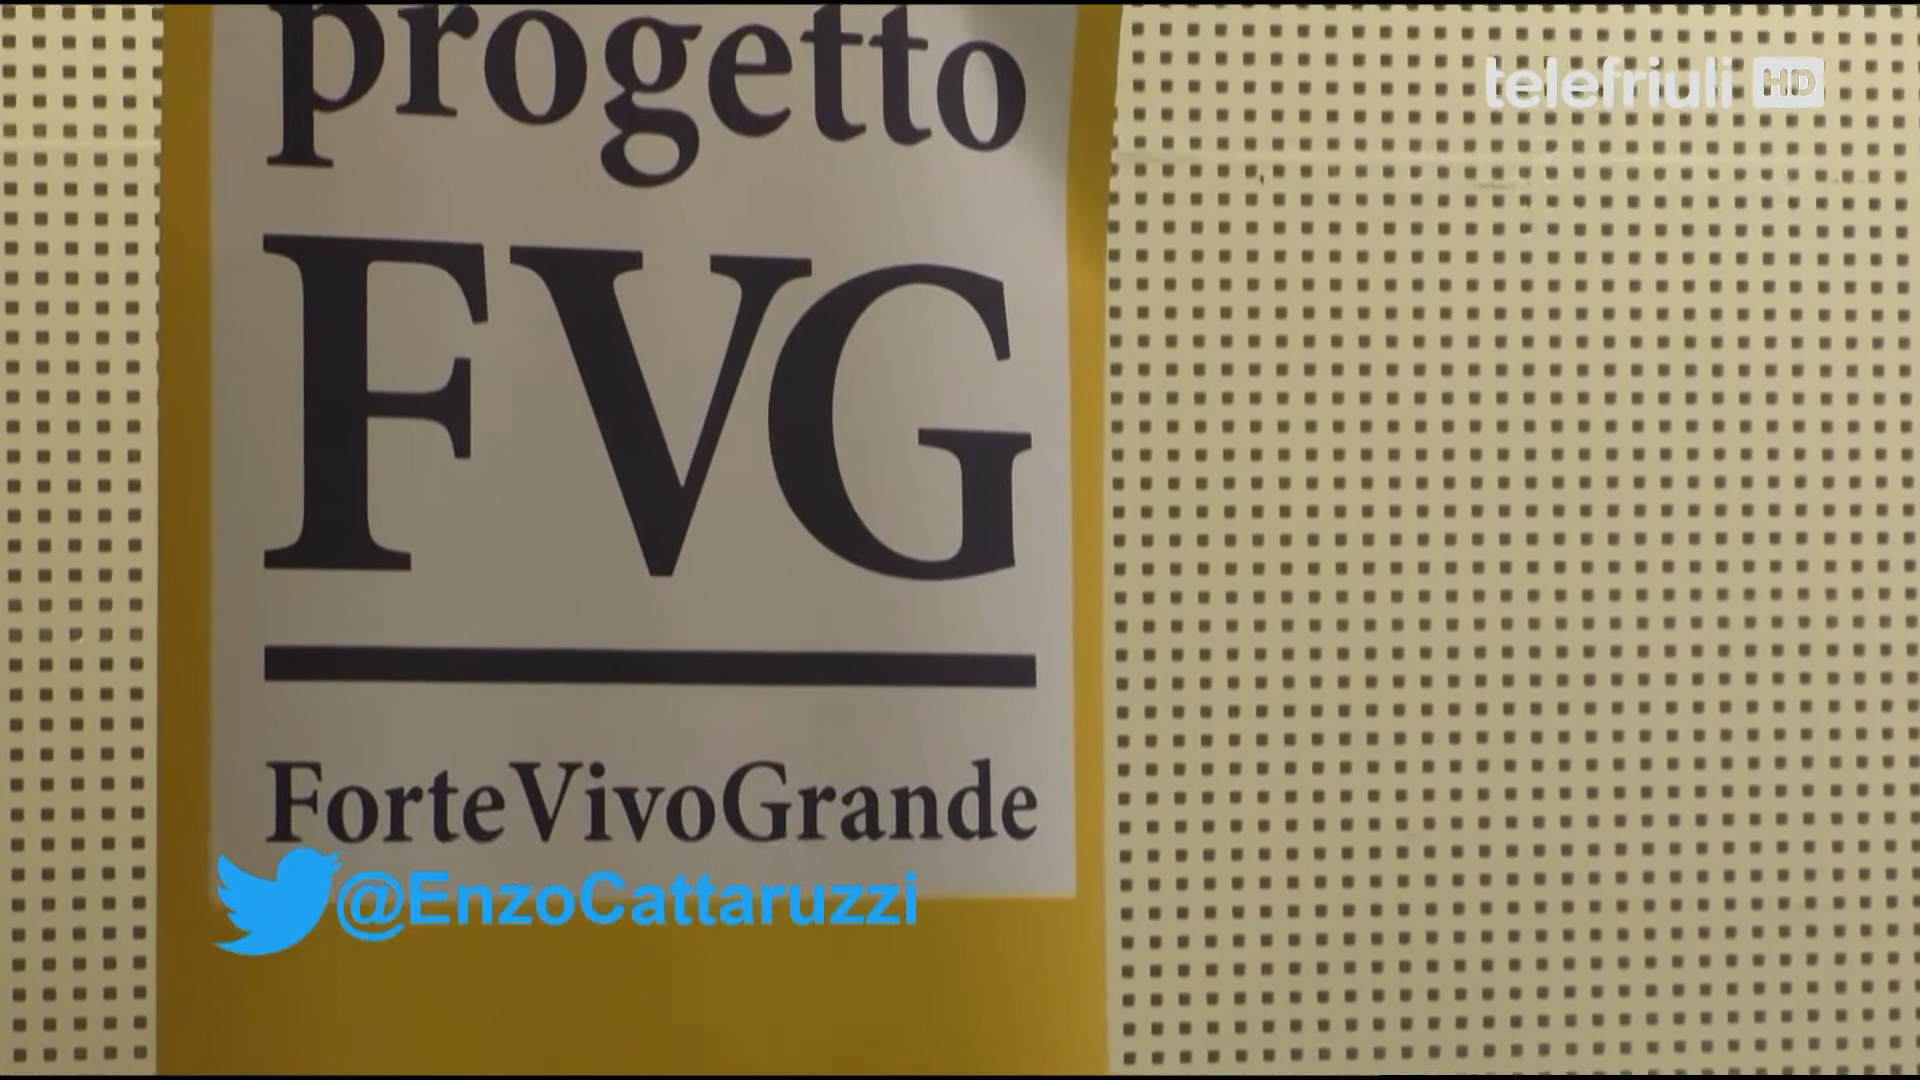 progetto
telefriuli HD
FVG
ForteVivoGrande
@EnzoCattaruzzi